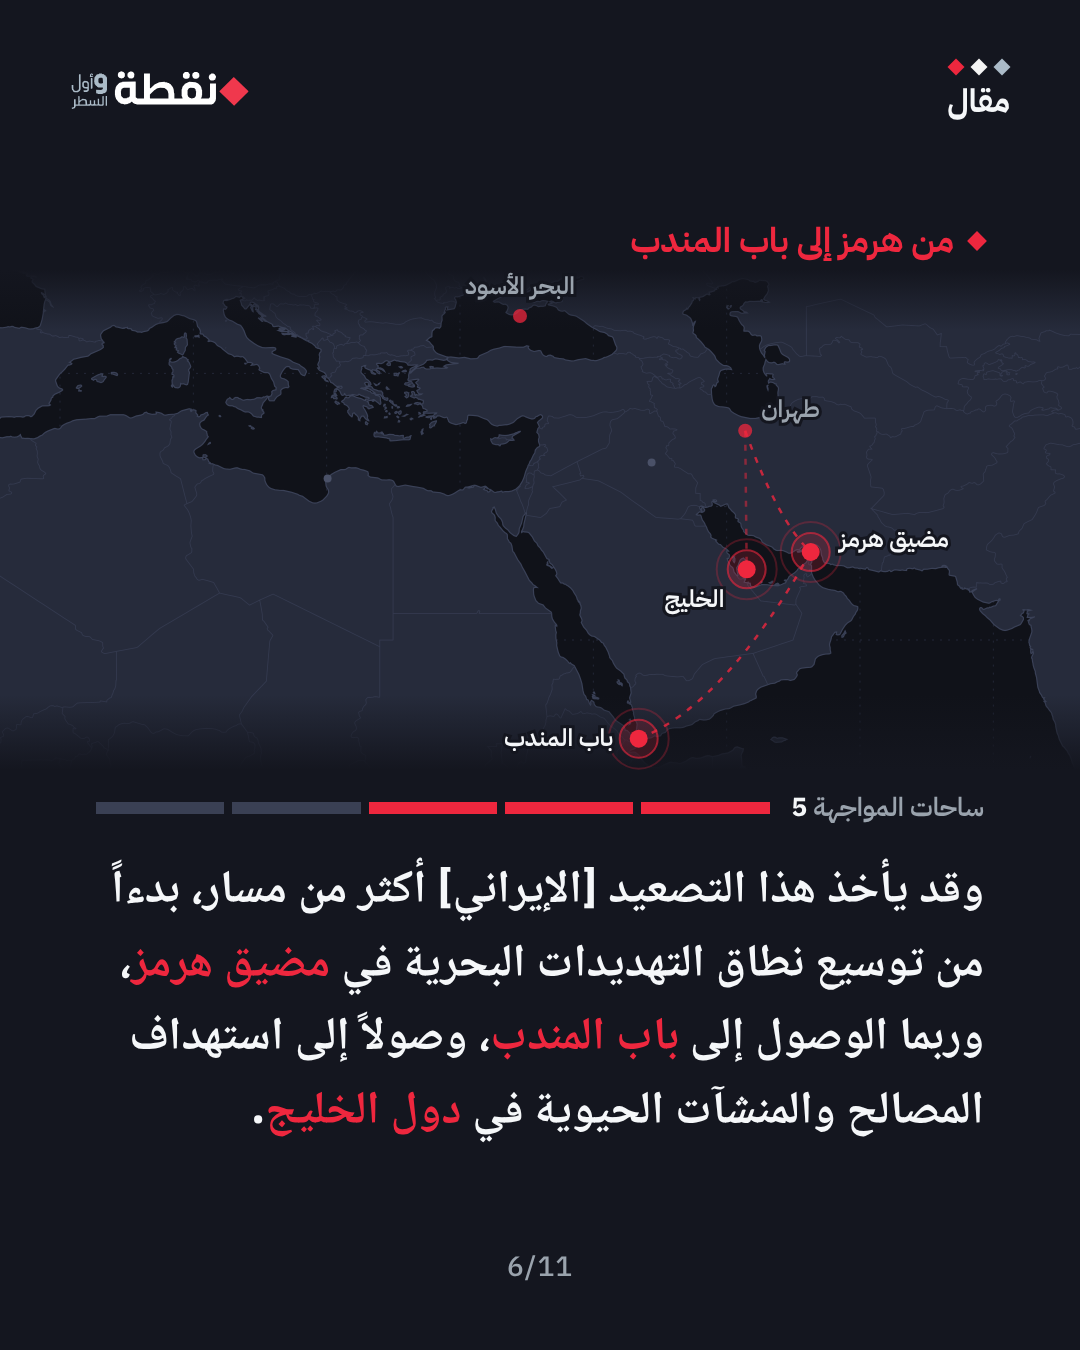 مقال
نقطة
وأول
السطر
من هرمز إلى باب المندب
البحر الأسود
طهران
مضيق هرمز
الخليج
باب المندب
ساحات المواجهة 5
وقد يأخذ هذا التصعيد [الإيراني] أكثر من مسار، بدءاً
من توسيع نطاق التهديدات البحرية في مضيق هرمز،
وربما الوصول إلى باب المندب، وصولاً إلى استهداف
المصالح والمنشآت الحيوية في دول الخليج.
6/11